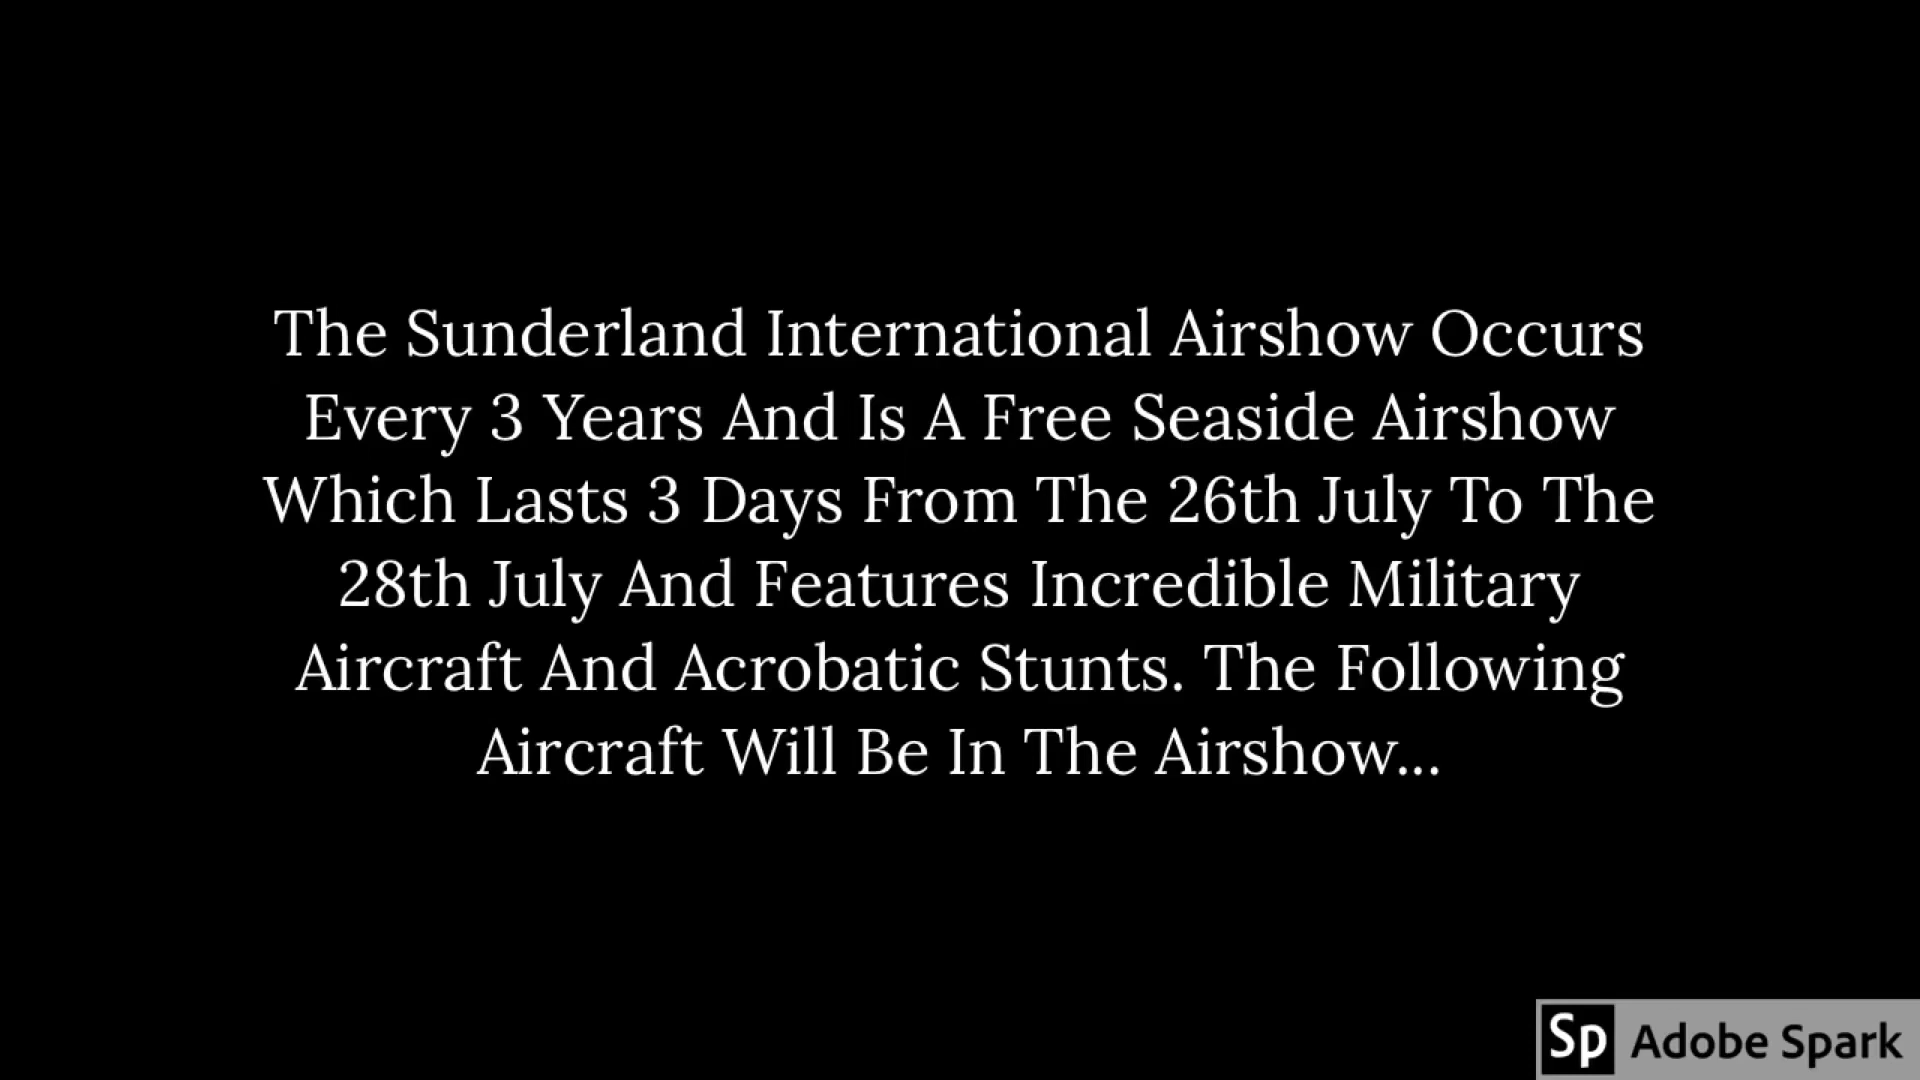 The Sunderland International Airshow Occurs
Every 3 Years And Is A Free Seaside Airshow
Which Lasts 3 Days From The 26th July To The
28th July And Features Incredible Military
Aircraft And Acrobatic Stunts. The Following
Aircraft Will Be In The Airshow...
Sp Adobe Spark